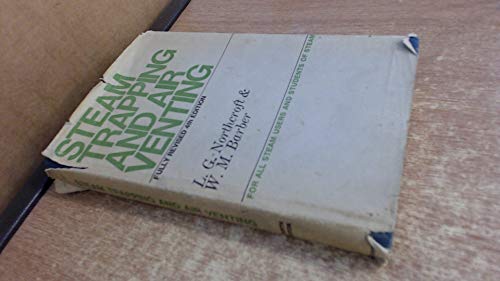 STEAM
TRAPPING
AND AIR
VENTING
FULLY REVISED 4th EDITION
L. G. Northcroft &
W. M. Barber
FOR ALL STEAM USERS AND STUDENTS OF STEAM
STEAM TRAPPING AND AIR VENTING